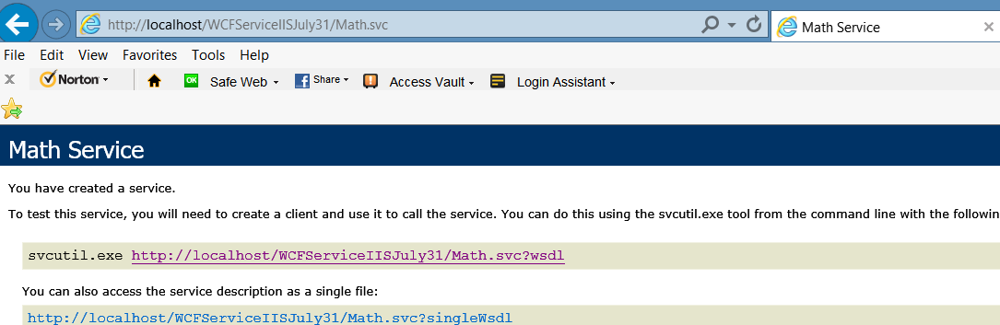 http://localhost/WCFServiceIISJuly31/Math.svc
Math Service
File Edit View Favorites Tools Help
x Norton OK Safe Web f Share Access Vault Login Assistant
Math Service
You have created a service.
To test this service, you will need to create a client and use it to call the service. You can do this using the svcutil.exe tool from the command line with the followin
svcutil.exe http://localhost/WCFServiceIISJuly31/Math.svc?wsdl
You can also access the service description as a single file:
http://localhost/WCFServiceIISJuly31/Math.svc?singleWsdl